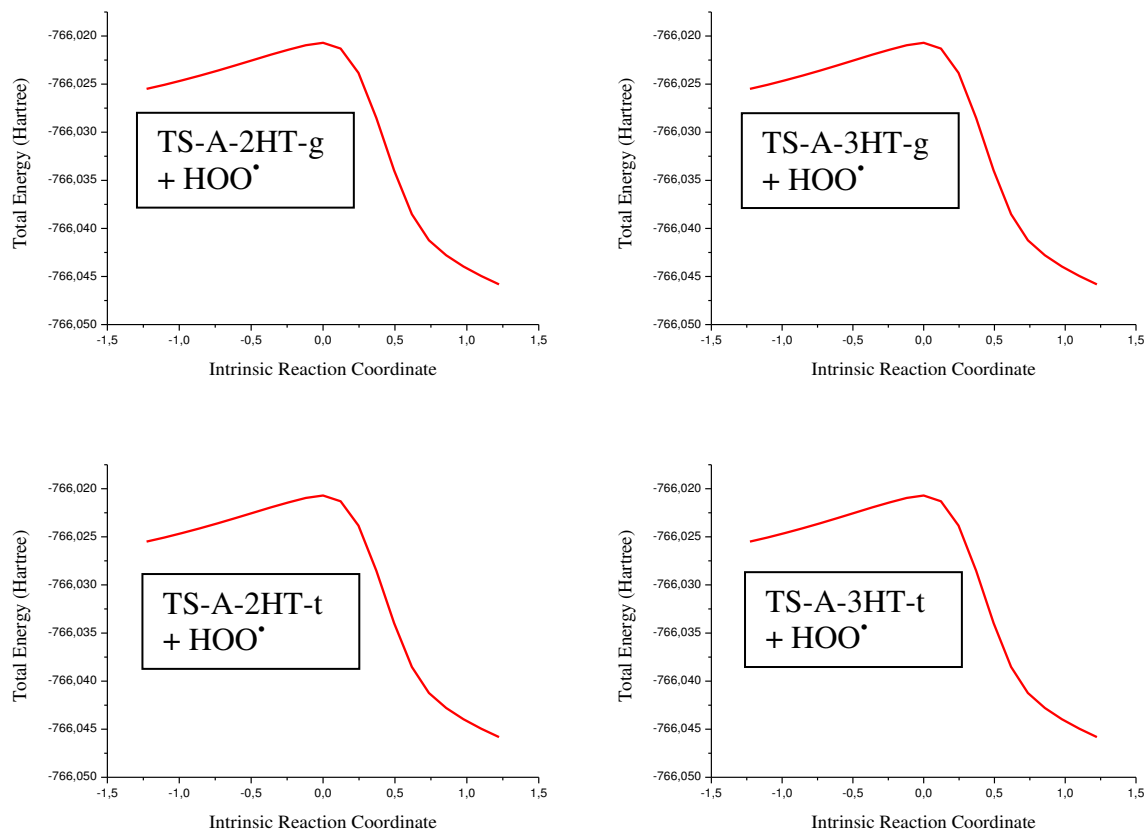 -766,020
-766,025
-766,030
-766,035
-766,040
-766,045
-766,050
Total Energy (Hartree)
TS-A-2HT-g
+ HOO•
-1,5 -1,0 -0,5 0,0 0,5 1,0 1,5
Intrinsic Reaction Coordinate
-766,020
-766,025
-766,030
-766,035
-766,040
-766,045
-766,050
Total Energy (Hartree)
TS-A-3HT-g
+ HOO•
-1,5 -1,0 -0,5 0,0 0,5 1,0 1,5
Intrinsic Reaction Coordinate
-766,020
-766,025
-766,030
-766,035
-766,040
-766,045
-766,050
Total Energy (Hartree)
TS-A-2HT-t
+ HOO•
-1,5 -1,0 -0,5 0,0 0,5 1,0 1,5
Intrinsic Reaction Coordinate
-766,020
-766,025
-766,030
-766,035
-766,040
-766,045
-766,050
Total Energy (Hartree)
TS-A-3HT-t
+ HOO•
-1,5 -1,0 -0,5 0,0 0,5 1,0 1,5
Intrinsic Reaction Coordinate